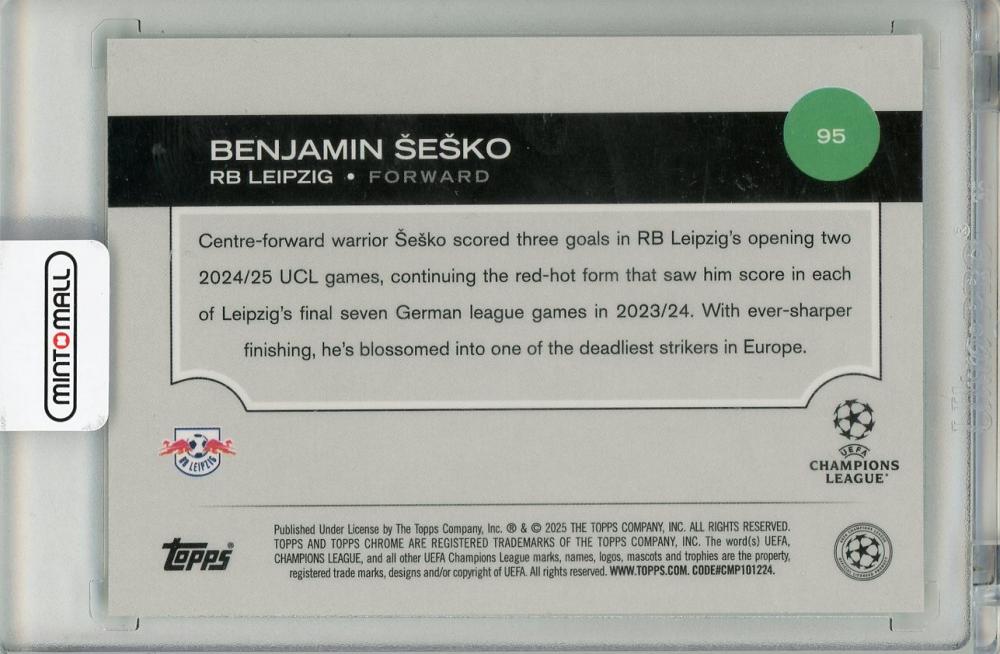 BENJAMIN ŠEŠKO
RB LEIPZIG • FORWARD
95
Centre-forward warrior Šeško scored three goals in RB Leipzig's opening two
2024/25 UCL games, continuing the red-hot form that saw him score in each
of Leipzig's final seven German league games in 2023/24. With ever-sharper
finishing, he's blossomed into one of the deadliest strikers in Europe.
MINTOMALL
RB LEIPZIG
UEFA
CHAMPIONS
LEAGUE
topps®
Published Under License by The Topps Company, Inc. ® & © 2025 THE TOPPS COMPANY, INC. ALL RIGHTS RESERVED.
TOPPS AND TOPPS CHROME ARE REGISTERED TRADEMARKS OF THE TOPPS COMPANY, INC. The word(s) UEFA,
CHAMPIONS LEAGUE, and all other UEFA Champions League marks, names, logos, mascots and trophies are the property,
registered trade marks, designs and/or copyright of UEFA. All rights reserved. WWW.TOPPS.COM. CODE#CMP101224.